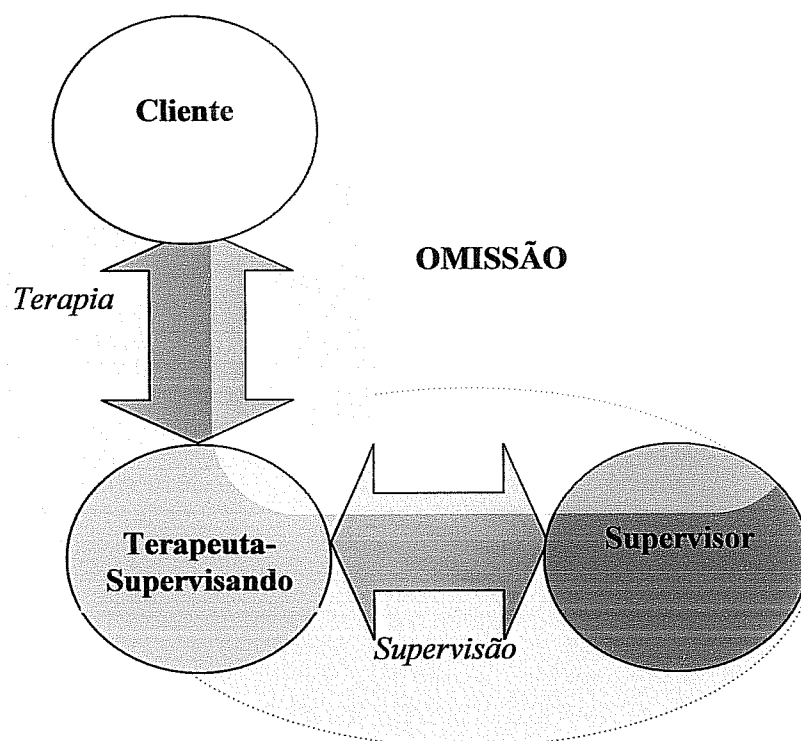 Cliente
OMISSÃO
Terapia
Terapeuta-
Supervisando
Supervisor
Supervisão